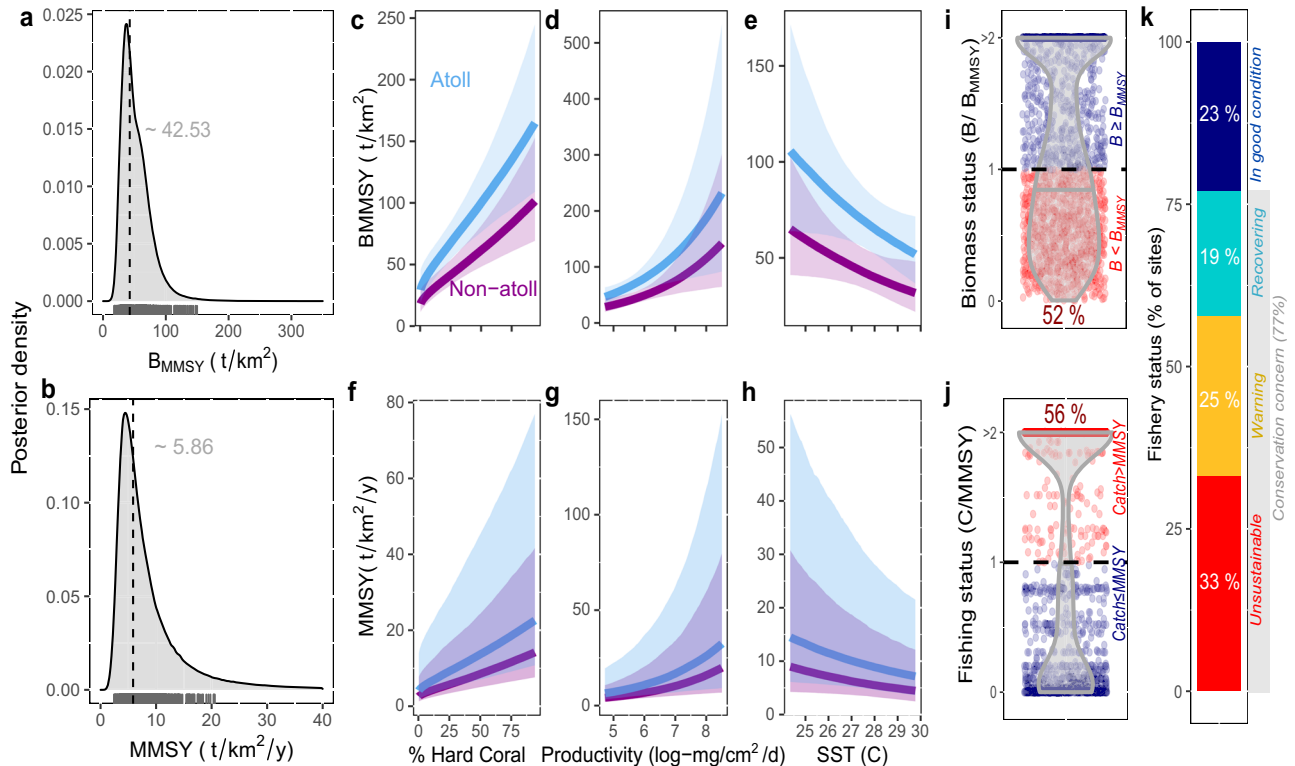 a
0.025
0.020
0.015
0.010
0.005
0.000
~ 42.53
0
100
200
300
B_MMSY ( t/km²)
Posterior density
b
0.15
0.10
0.05
0.00
~ 5.86
0
10
20
30
40
MMSY ( t/km²/y)
c
BMMSY ( t/km²)
250
200
150
100
50
0
Atoll
Non−atoll
d
500
400
300
200
100
0
e
150
100
50
f
MMSY ( t/km²/y)
80
60
40
20
0
0
25
50
75
% Hard Coral
g
150
100
50
0
5
6
7
8
Productivity (log−mg/cm²/d)
h
50
40
30
20
10
0
25
26
27
28
29
30
SST (C)
i
Biomass status (B/ B_MMSY)
>2
1
0
B ≥ B_MMSY
B < B_MMSY
52 %
j
Fishing status (C/MMSY)
>2
1
0
56 %
Catch>MMSY
Catch≤MMSY
k
Fishery status (% of sites)
100
75
50
25
0
23 %
19 %
25 %
33 %
In good condition
Recovering
Warning
Unsustainable
Conservation concern (77%)